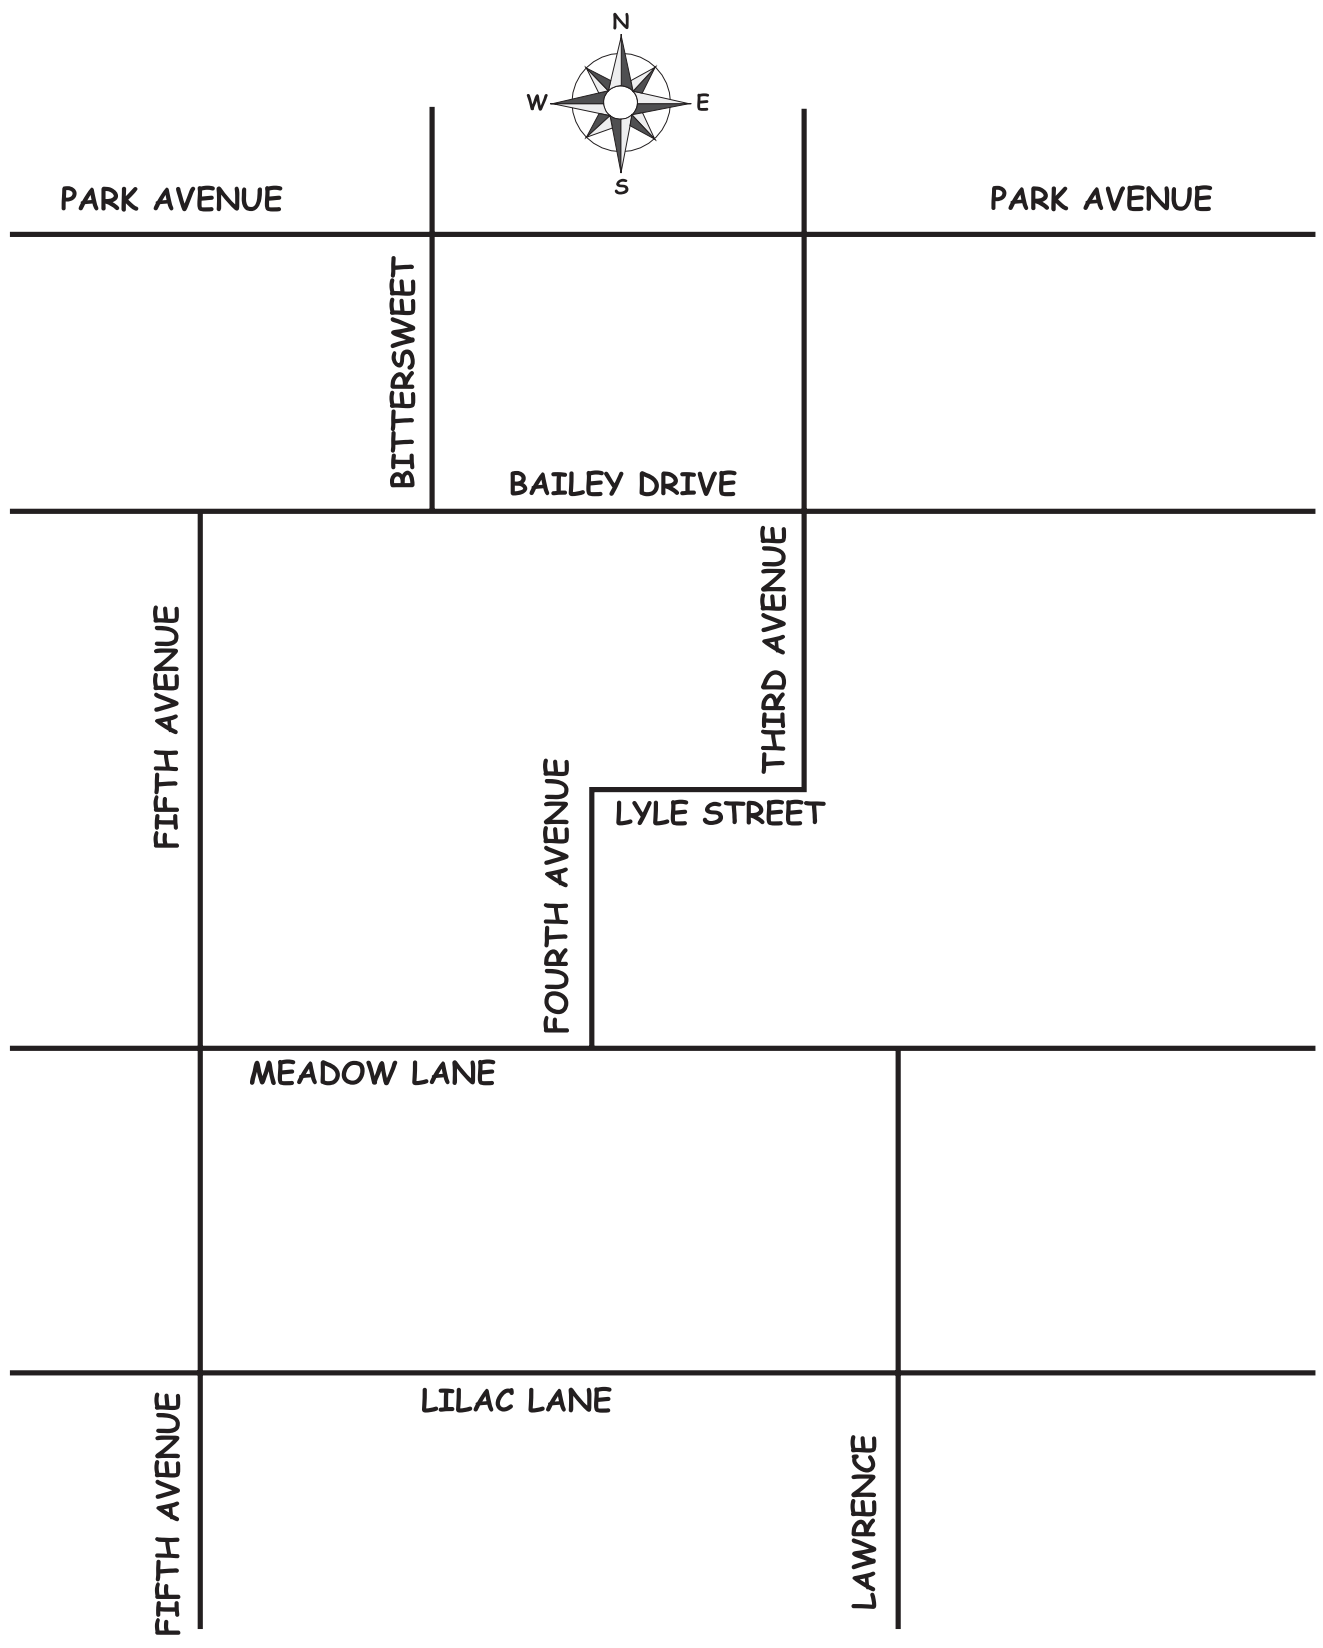 N
W
E
S
PARK AVENUE
PARK AVENUE
BITTERSWEET
BAILEY DRIVE
THIRD AVENUE
FIFTH AVENUE
FOURTH AVENUE
LYLE STREET
MEADOW LANE
LILAC LANE
FIFTH AVENUE
LAWRENCE